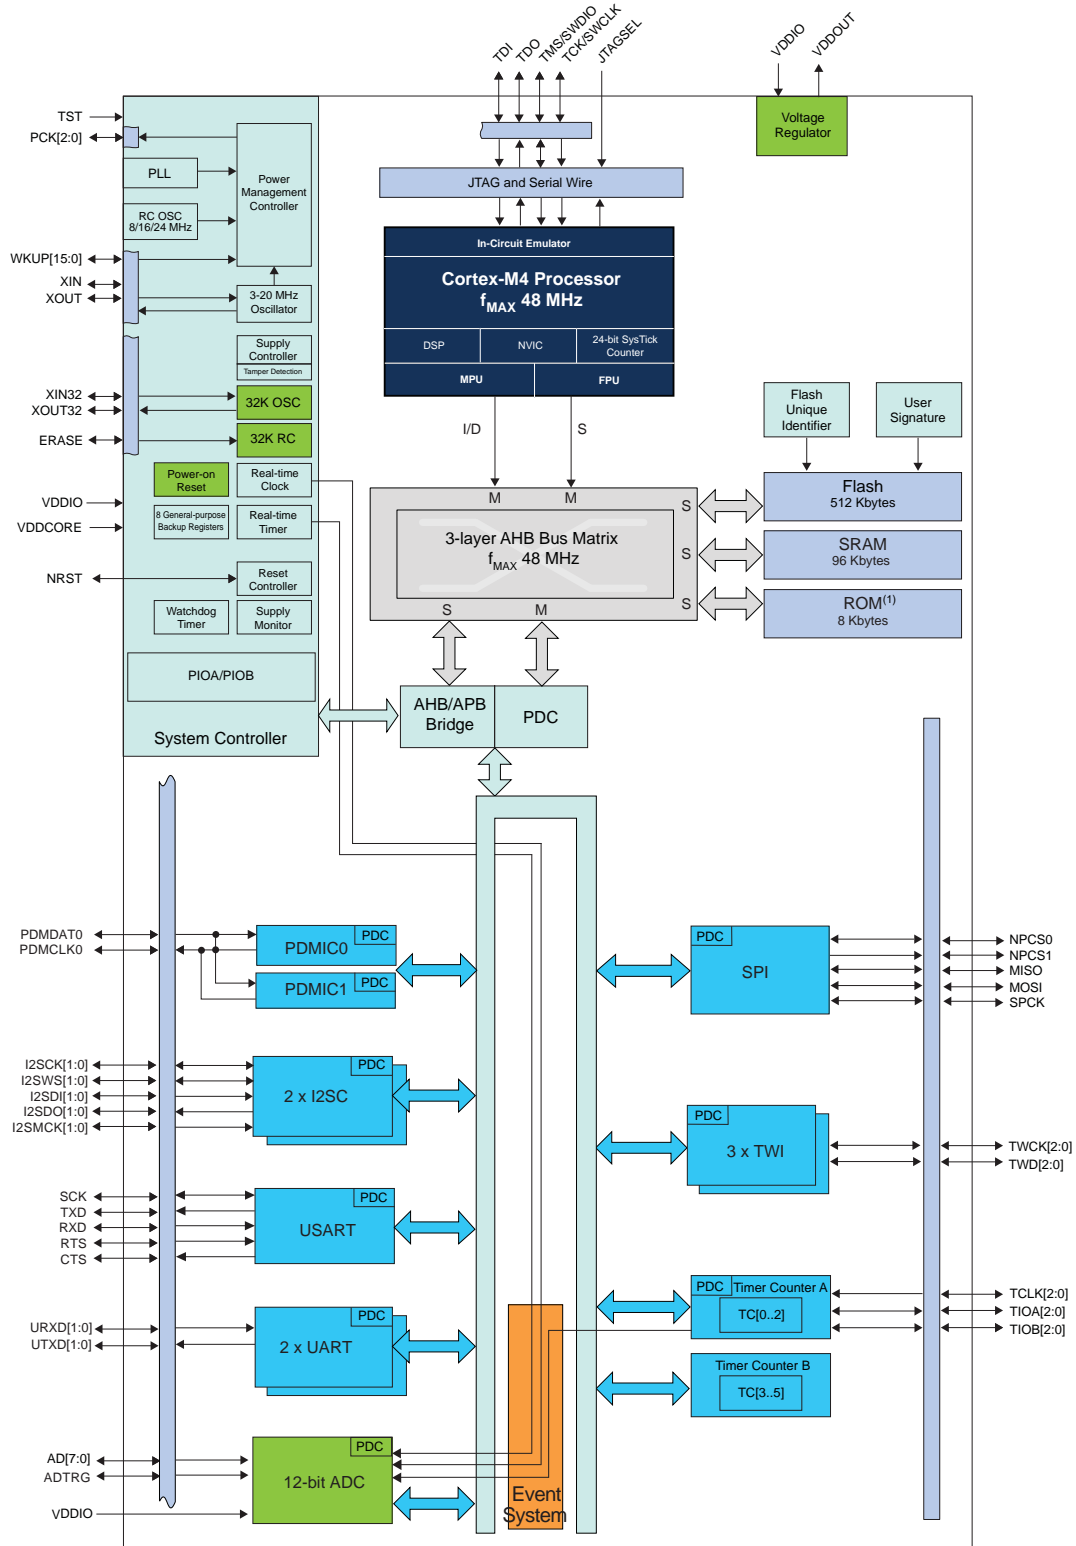 TDI
TDO
TMS/SWDIO
TCK/SWCLK
JTAGSEL
VDDIO
VDDOUT
TST
PCK[2:0]
PLL
RC OSC
8/16/24 MHz
Power
Management
Controller
WKUP[15:0]
XIN
XOUT
3-20 MHz
Oscillator
Supply
Controller
Tamper Detection
XIN32
XOUT32
32K OSC
ERASE
32K RC
Power-on
Reset
Real-time
Clock
VDDIO
VDDCORE
8 General-purpose
Backup Registers
Real-time
Timer
NRST
Reset
Controller
Watchdog
Timer
Supply
Monitor
PIOA/PIOB
System Controller
Voltage
Regulator
JTAG and Serial Wire
In-Circuit Emulator
Cortex-M4 Processor
fMAX 48 MHz
DSP
NVIC
24-bit SysTick
Counter
MPU
FPU
I/D
S
Flash
Unique
Identifier
User
Signature
M
M
S
Flash
512 Kbytes
3-layer AHB Bus Matrix
fMAX 48 MHz
S
SRAM
96 Kbytes
S
M
S
ROM(1)
8 Kbytes
AHB/APB
Bridge
PDC
PDMDAT0
PDMCLK0
PDC
PDMIC0
PDC
PDMIC1
PDC
SPI
NPCS0
NPCS1
MISO
MOSI
SPCK
I2SCK[1:0]
I2SWS[1:0]
I2SDI[1:0]
I2SDO[1:0]
I2SMCK[1:0]
PDC
2 x I2SC
PDC
3 x TWI
TWCK[2:0]
TWD[2:0]
SCK
TXD
RXD
RTS
CTS
PDC
USART
PDC
Timer Counter A
TC[0..2]
TCLK[2:0]
TIOA[2:0]
TIOB[2:0]
URXD[1:0]
UTXD[1:0]
PDC
2 x UART
Timer Counter B
TC[3..5]
AD[7:0]
ADTRG
VDDIO
PDC
12-bit ADC
Event
System